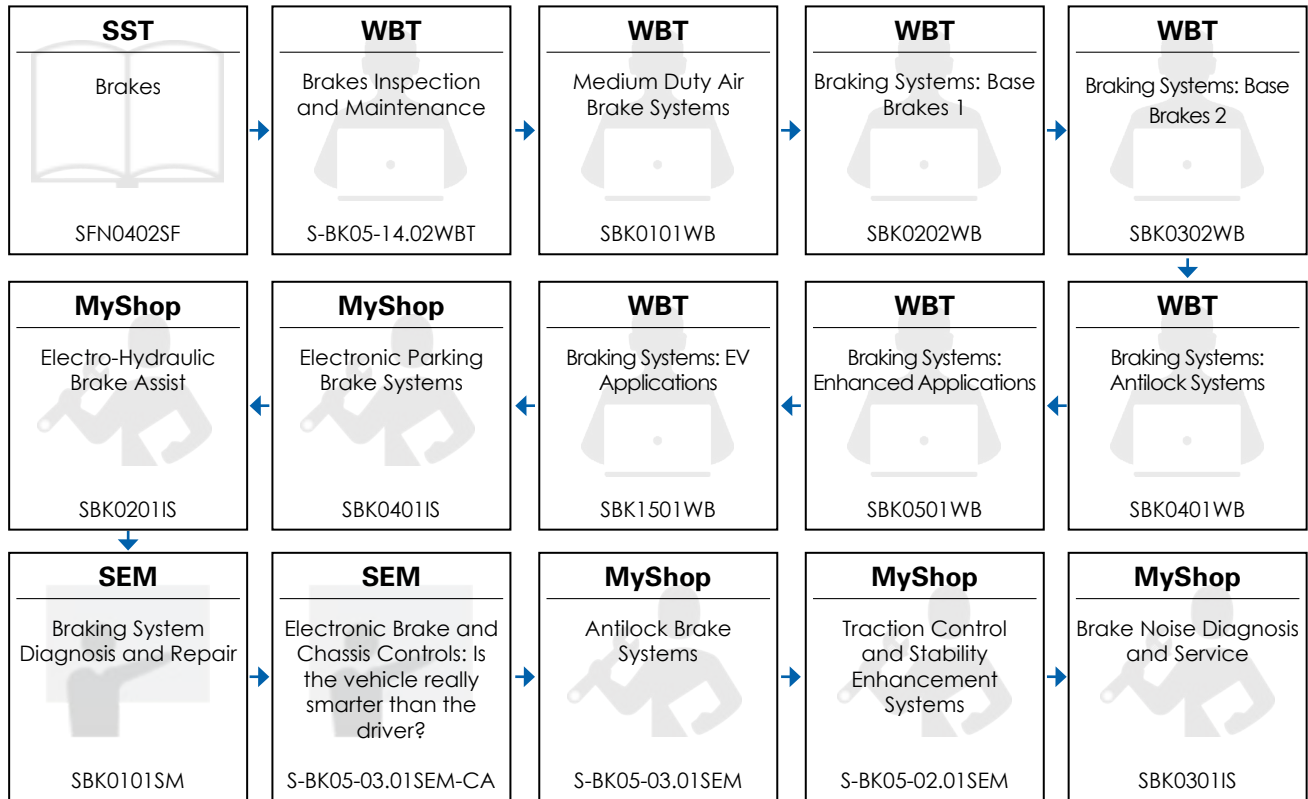 SST
Brakes
SFN0402SF
WBT
Brakes Inspection
and Maintenance
S-BK05-14.02WBT
WBT
Medium Duty Air
Brake Systems
SBK0101WB
WBT
Braking Systems: Base
Brakes 1
SBK0202WB
WBT
Braking Systems: Base
Brakes 2
SBK0302WB
MyShop
Electro-Hydraulic
Brake Assist
SBK0201IS
MyShop
Electronic Parking
Brake Systems
SBK0401IS
WBT
Braking Systems: EV
Applications
SBK1501WB
WBT
Braking Systems:
Enhanced Applications
SBK0501WB
WBT
Braking Systems:
Antilock Systems
SBK0401WB
SEM
Braking System
Diagnosis and Repair
SBK0101SM
SEM
Electronic Brake and
Chassis Controls: Is
the vehicle really
smarter than the
driver?
S-BK05-03.01SEM-CA
MyShop
Antilock Brake
Systems
S-BK05-03.01SEM
MyShop
Traction Control
and Stability
Enhancement
Systems
S-BK05-02.01SEM
MyShop
Brake Noise Diagnosis
and Service
SBK0301IS